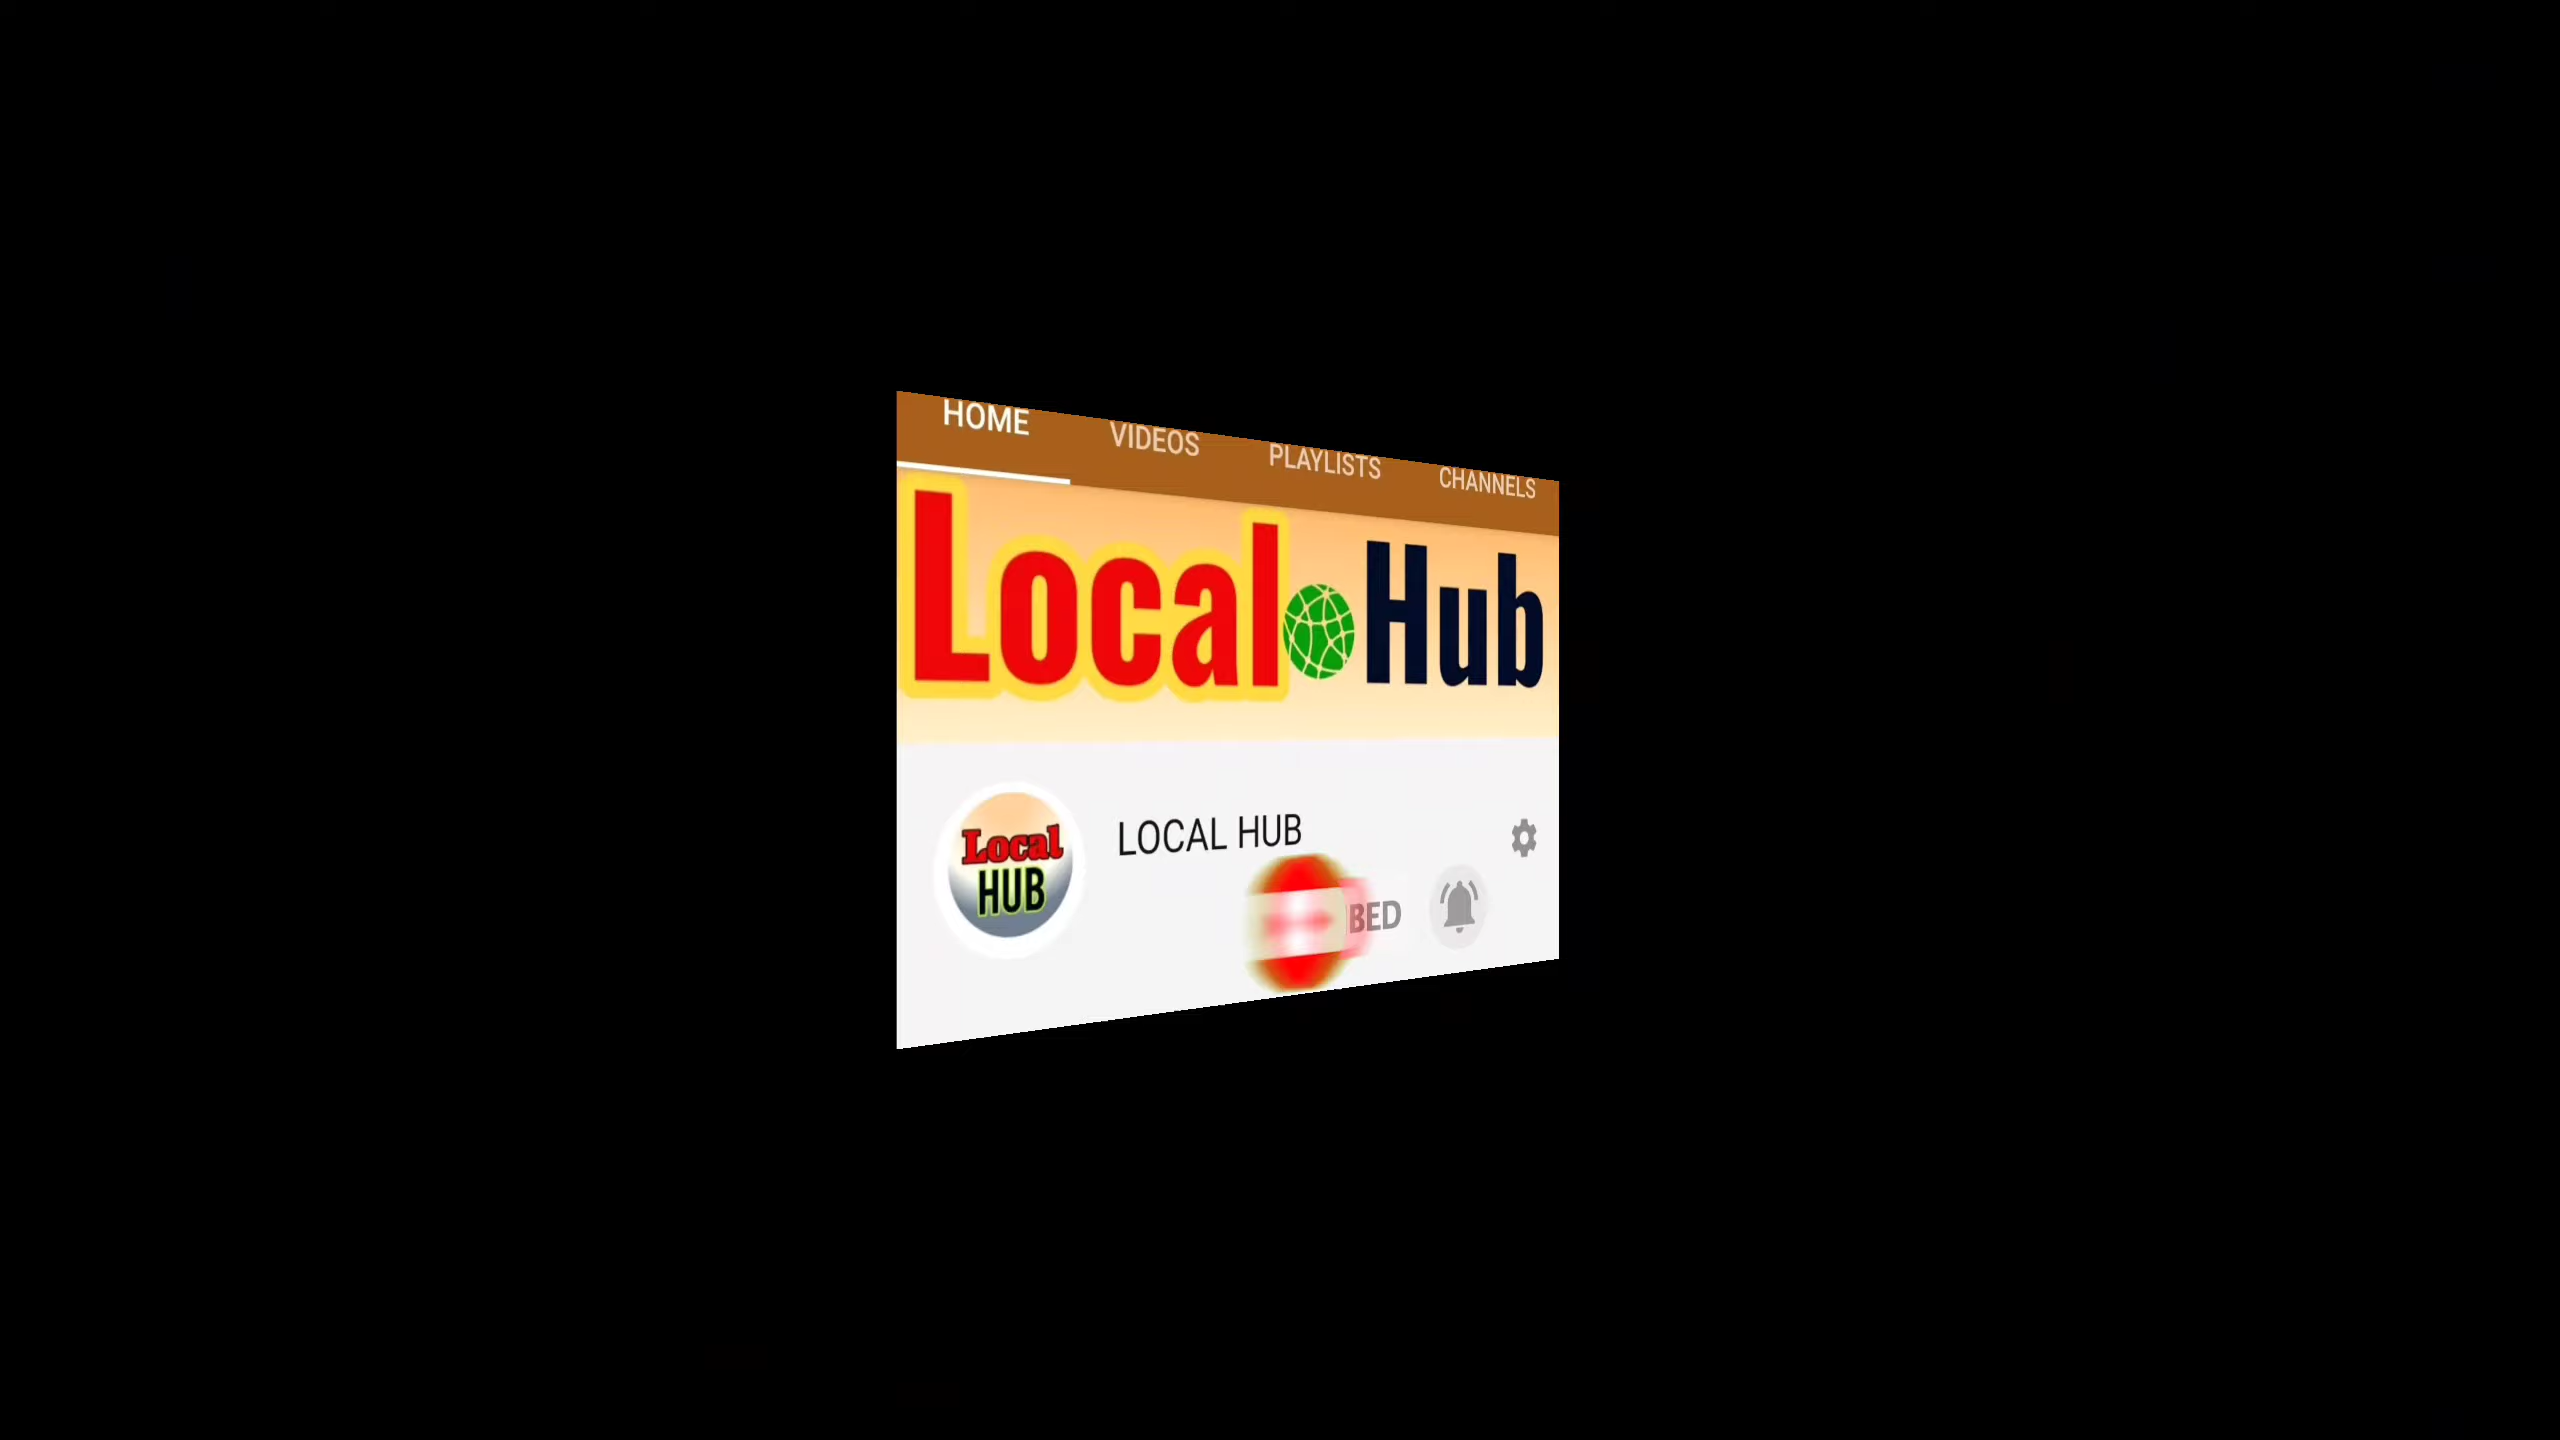 HOME VIDEOS PLAYLISTS CHANNELS
Local Hub
Local
HUB
LOCAL HUB
BED